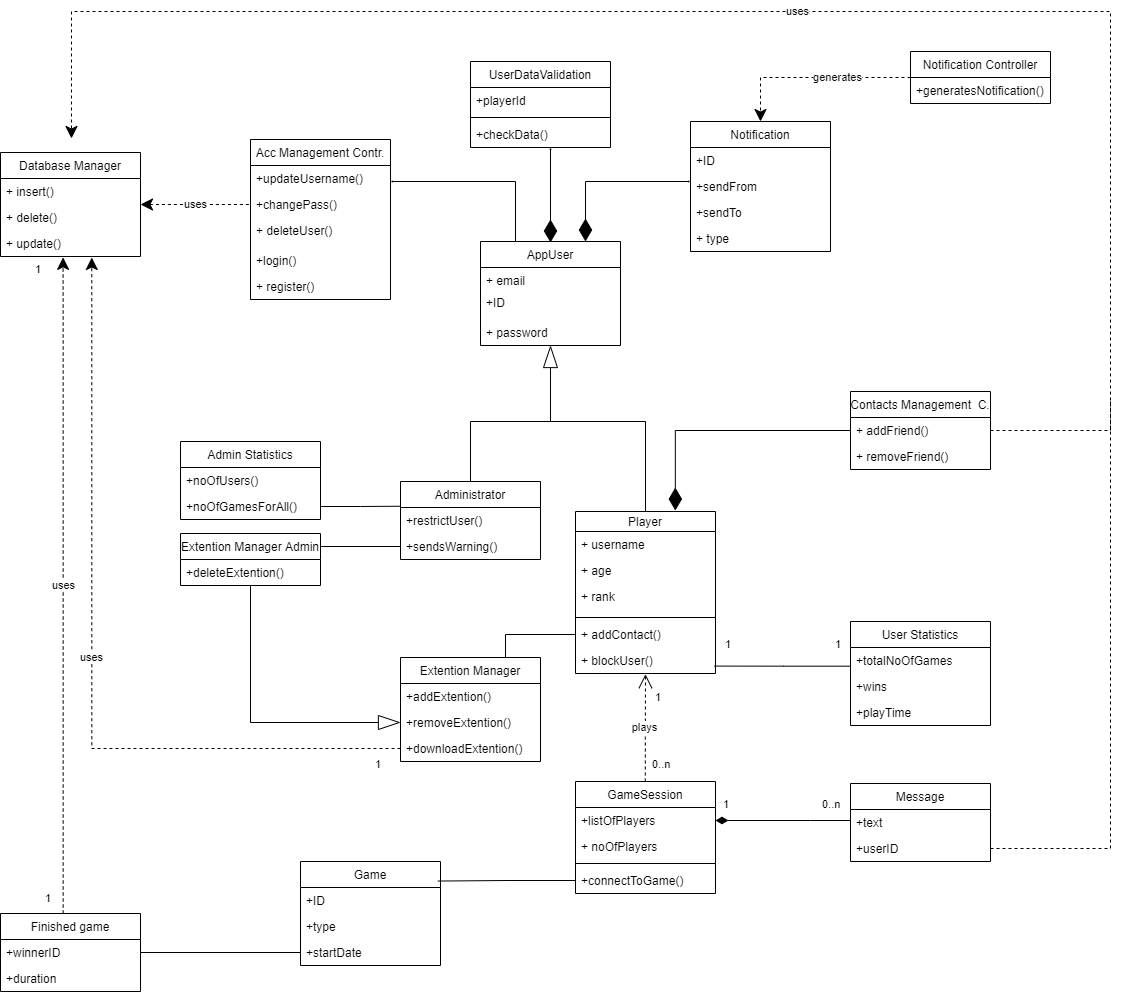 uses
UserDataValidation
+playerId
+checkData()
Notification Controller
+generatesNotification()
generates
Notification
+ID
+sendFrom
+sendTo
+ type
Database Manager
+ insert()
+ delete()
+ update()
1
uses
Acc Management Contr.
+updateUsername()
+changePass()
+ deleteUser()
+login()
+ register()
AppUser
+ email
+ID
+ password
Contacts Management C.
+ addFriend()
+ removeFriend()
Admin Statistics
+noOfUsers()
+noOfGamesForAll()
Administrator
+restrictUser()
+sendsWarning()
Extention Manager Admin
+deleteExtention()
Player
+ username
+ age
+ rank
+ addContact()
+ blockUser()
uses
uses
1
1
User Statistics
+totalNoOfGames
+wins
+playTime
Extention Manager
+addExtention()
+removeExtention()
+downloadExtention()
1
1
plays
0..n
GameSession
+listOfPlayers
+ noOfPlayers
+connectToGame()
1
0..n
Message
+text
+userID
Game
+ID
+type
+startDate
1
Finished game
+winnerID
+duration